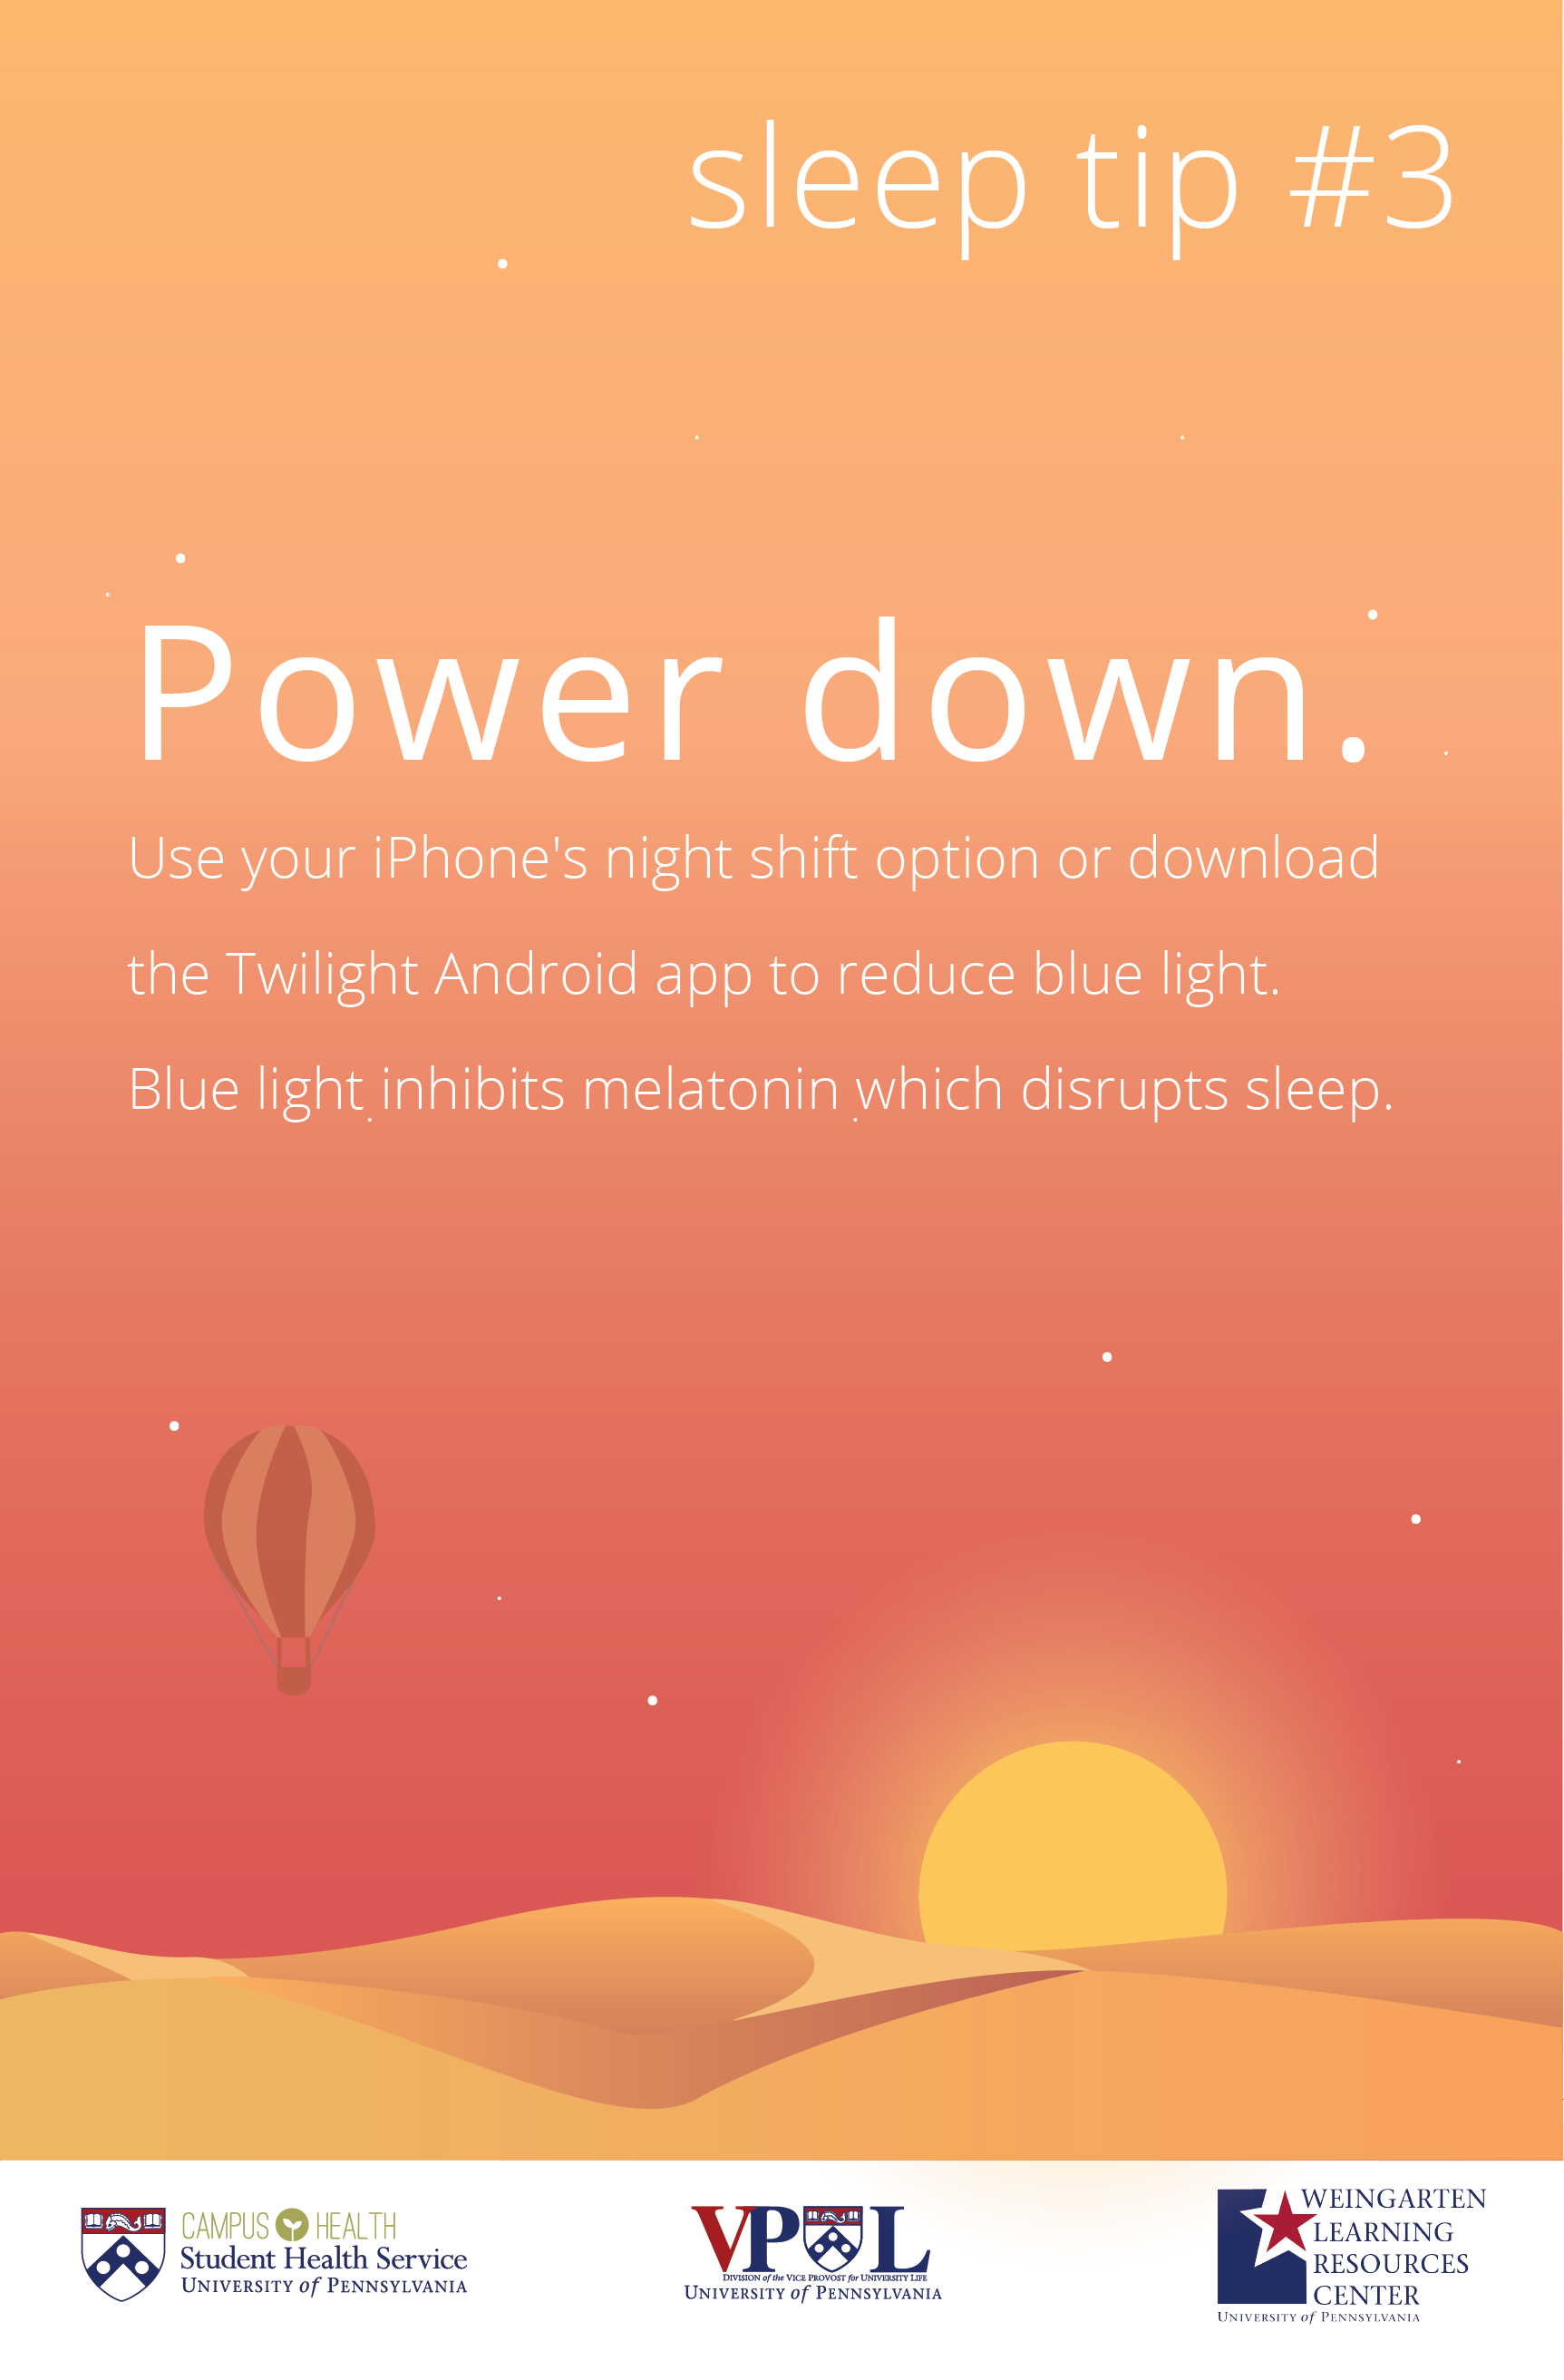 sleep tip #3
Power down.
Use your iPhone's night shift option or download
the Twilight Android app to reduce blue light.
Blue light inhibits melatonin which disrupts sleep.
CAMPUS HEALTH
Student Health Service
UNIVERSITY of PENNSYLVANIA
VPUL
DIVISION of the VICE PROVOST for UNIVERSITY LIFE
UNIVERSITY of PENNSYLVANIA
WEINGARTEN
LEARNING
RESOURCES
CENTER
UNIVERSITY of PENNSYLVANIA